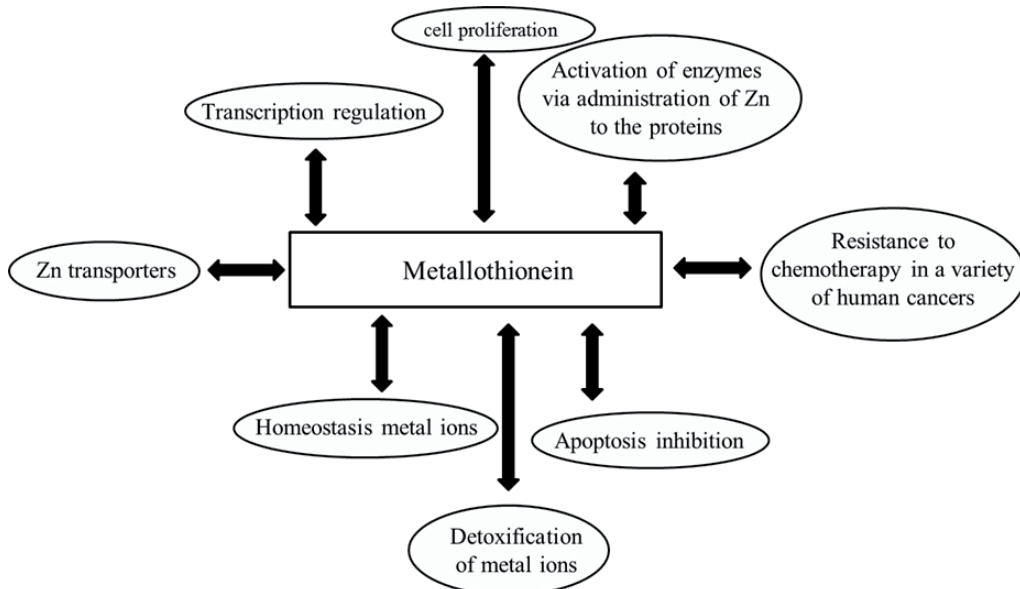 cell proliferation
Activation of enzymes
via administration of Zn
to the proteins
Transcription regulation
Zn transporters
Metallothionein
Resistance to
chemotherapy in a variety
of human cancers
Homeostasis metal ions
Apoptosis inhibition
Detoxification
of metal ions